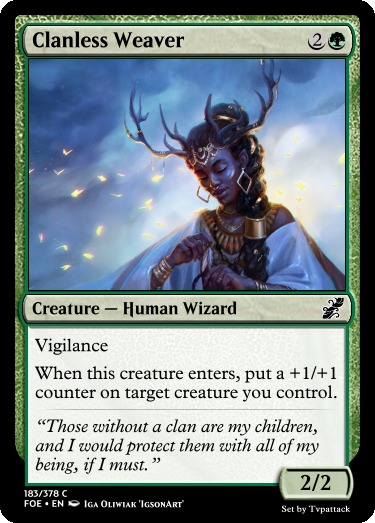 Clanless Weaver 2
Creature — Human Wizard
Vigilance
When this creature enters, put a +1/+1
counter on target creature you control.
“Those without a clan are my children,
and I would protect them with all of my
being, if I must.”
2/2
183/378 C
FOE • EN Iga Oliwiak 'IgsonArt'
Set by Tvpattack